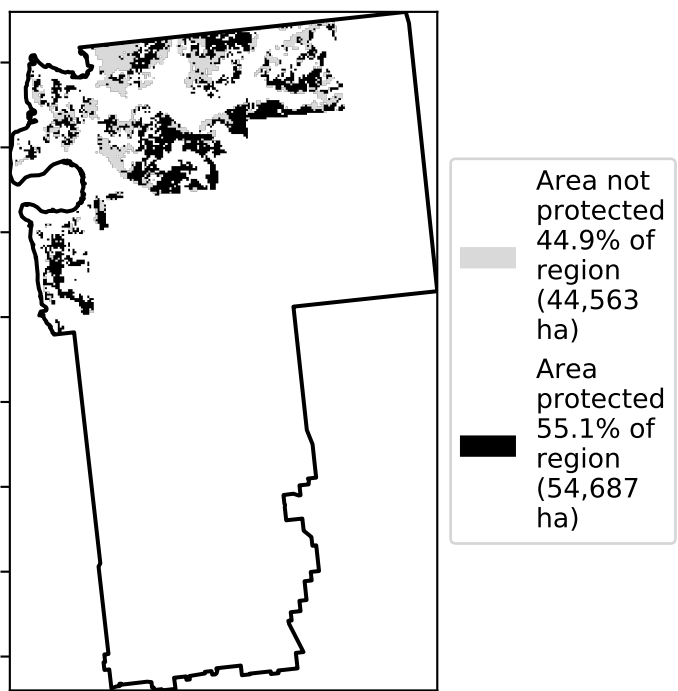 Area not
protected
44.9% of
region
(44,563
ha)
Area
protected
55.1% of
region
(54,687
ha)